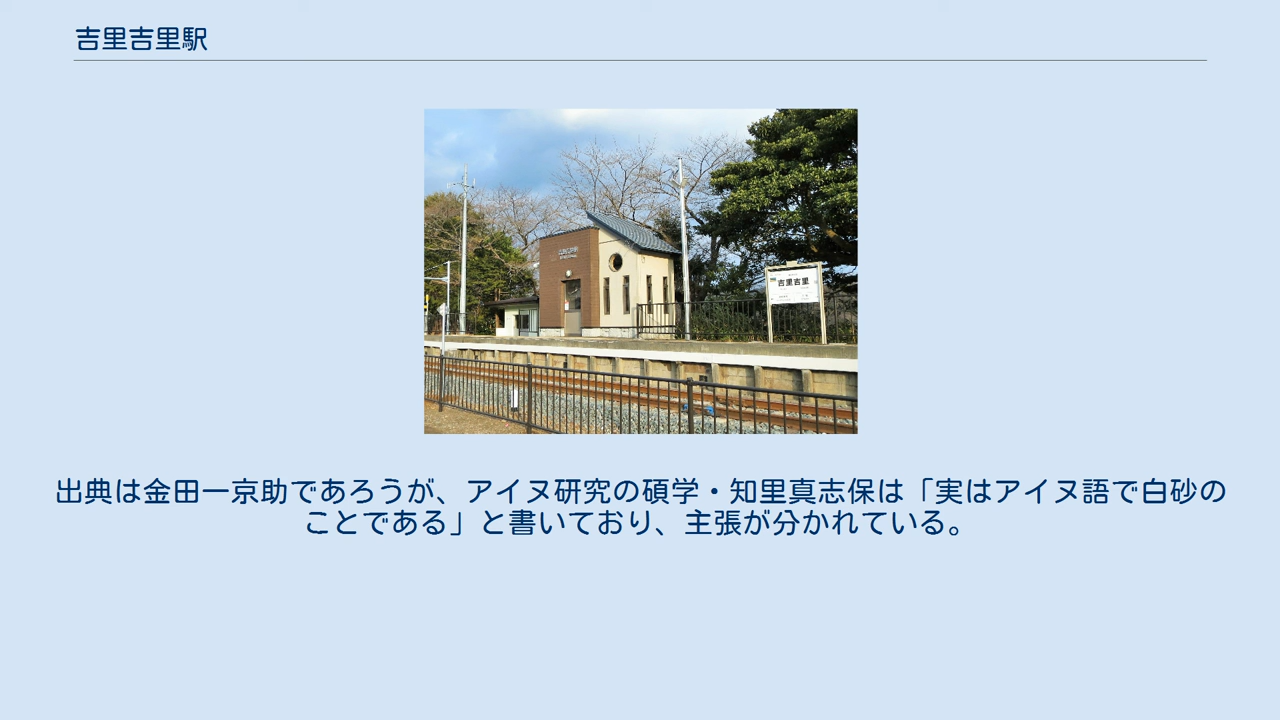 吉里吉里駅
吉里吉里
出典は金田一京助であろうが、アイヌ研究の碩学・知里真志保は「実はアイヌ語で白砂の
ことである」と書いており、主張が分かれている。